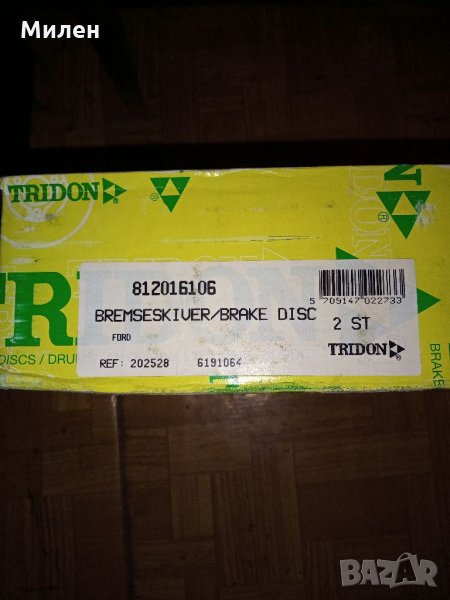 Милен
TRIDON
812016106
5 709147 022733
BREMSESKIVER/BRAKE DISC
2 ST
FORD
TRIDON
REF: 202528 6191064
DISCS / DRU
BRAKE
BAZAR